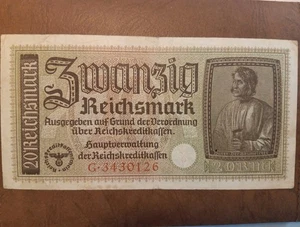 20 Reichsmark
Zwanzig
Reichsmark
Ausgegeben auf Grund der Verordnung
über Reichskreditkassen.
Hauptverwaltung
der Reichskreditkassen
G·3430126